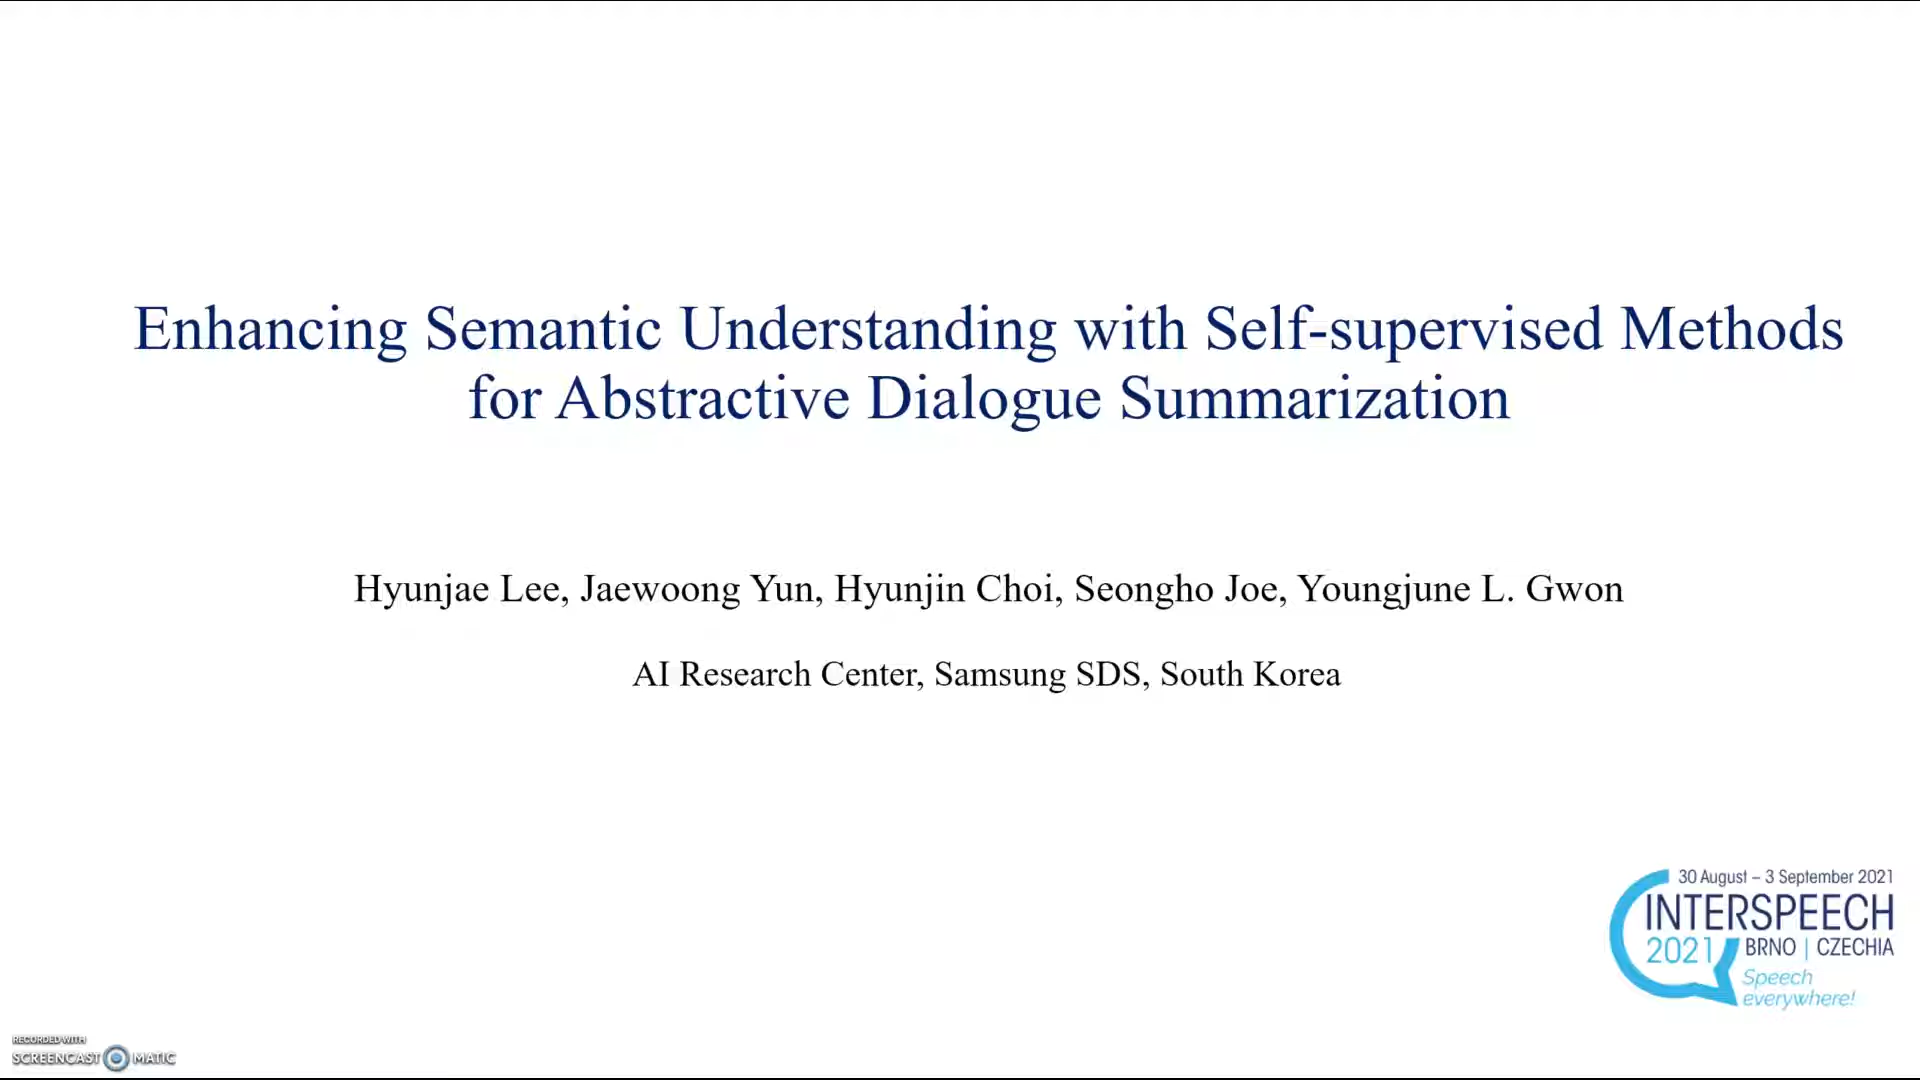 Enhancing Semantic Understanding with Self-supervised Methods
for Abstractive Dialogue Summarization
Hyunjae Lee, Jaewoong Yun, Hyunjin Choi, Seongho Joe, Youngjune L. Gwon
AI Research Center, Samsung SDS, South Korea
30 August – 3 September 2021
INTERSPEECH
2021 BRNO | CZECHIA
Speech
everywhere!
RECORDED WITH
SCREENCAST MATIC